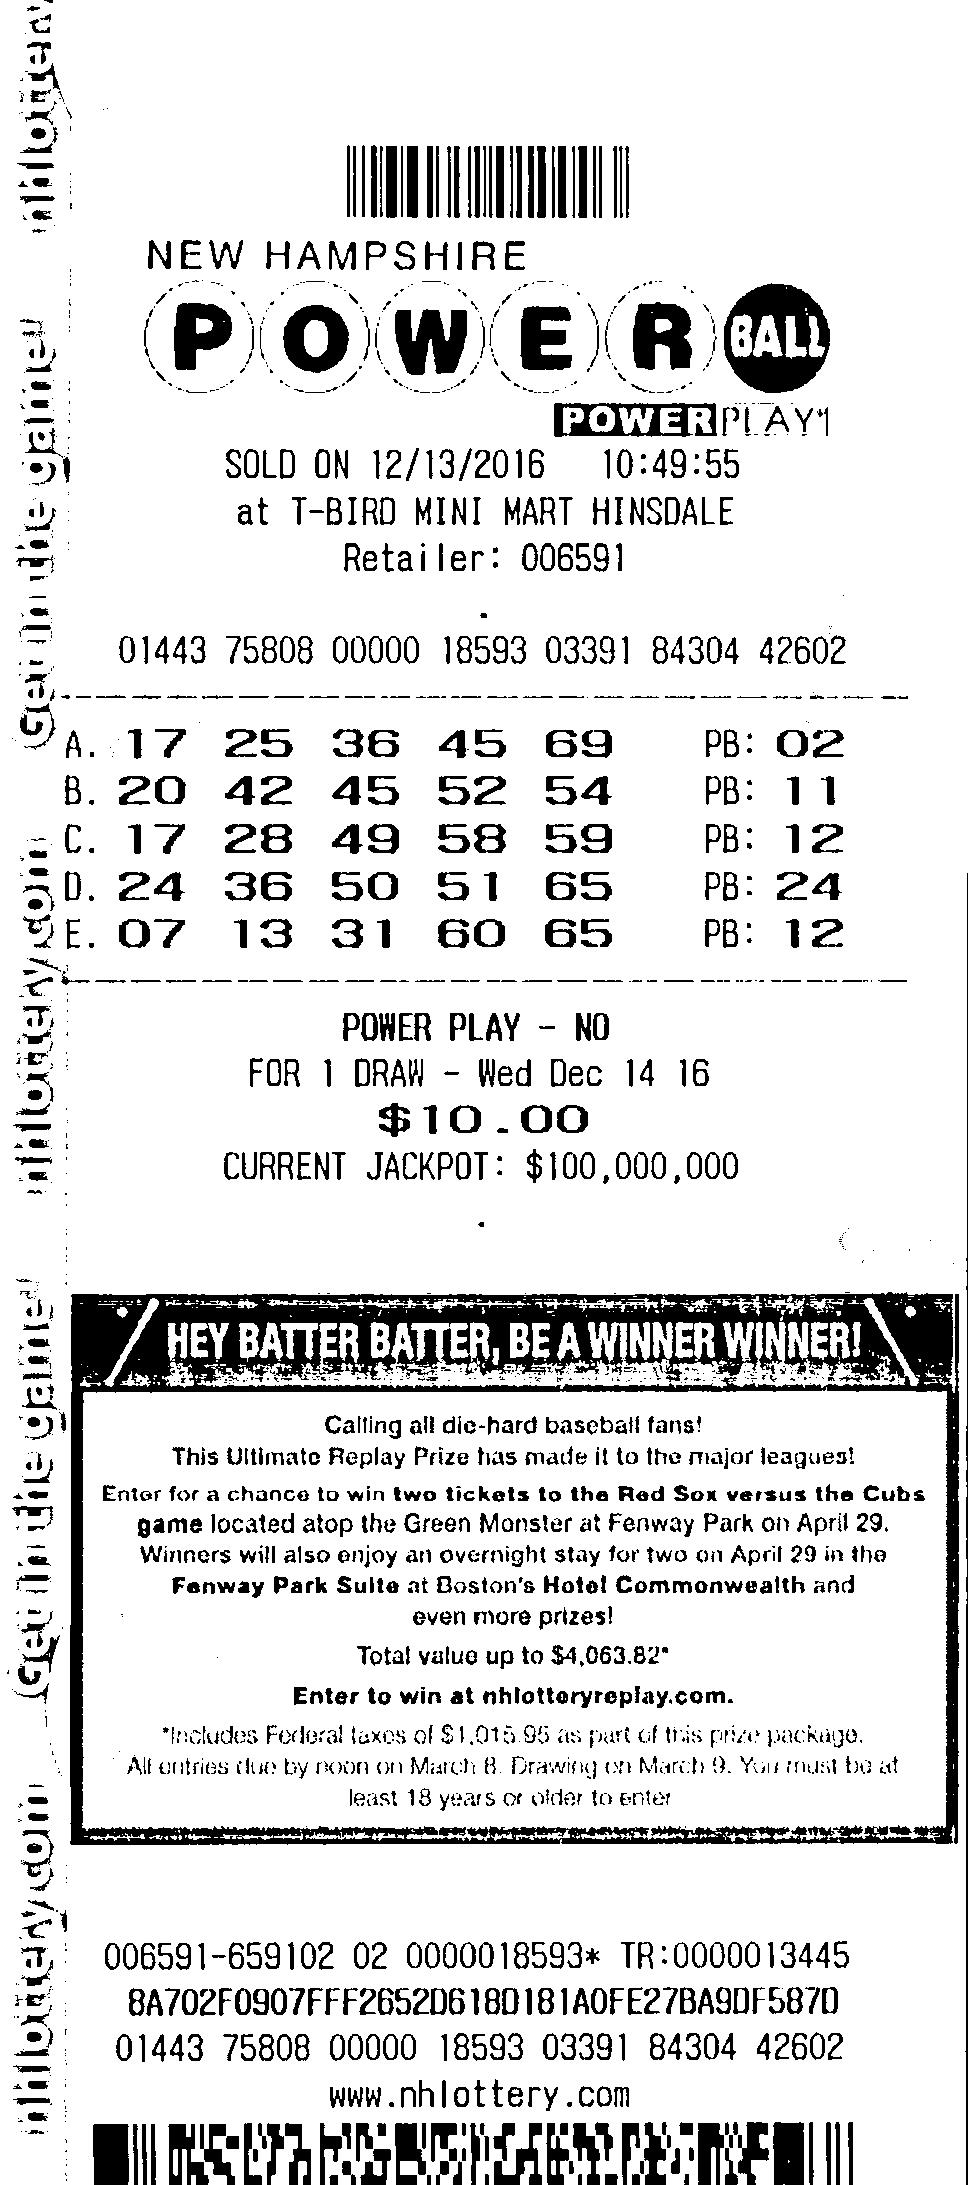 NEW HAMPSHIRE
POWERBALL
POWERPLAY
SOLD ON 12/13/2016 10:49:55
at T-BIRD MINI MART HINSDALE
Retailer: 006591
01443 75808 00000 18593 03391 84304 42602
A. 17 25 36 45 69 PB: 02
B. 20 42 45 52 54 PB: 11
C. 17 28 49 58 59 PB: 12
D. 24 36 50 51 65 PB: 24
E. 07 13 31 60 65 PB: 12
POWER PLAY - NO
FOR 1 DRAW - Wed Dec 14 16
$10.00
CURRENT JACKPOT: $100,000,000
HEY BATTER BATTER, BE A WINNER WINNER!
Calling all die-hard baseball fans!
This Ultimate Replay Prize has made it to the major leagues!
Enter for a chance to win two tickets to the Red Sox versus the Cubs
game located atop the Green Monster at Fenway Park on April 29.
Winners will also enjoy an overnight stay for two on April 29 in the
Fenway Park Suite at Boston's Hotel Commonwealth and
even more prizes!
Total value up to $4,063.82*
Enter to win at nhlotteryreplay.com.
*Includes Federal taxes of $1,015.95 as part of this prize package.
All entries due by noon on March 8. Drawing on March 9. You must be at
least 18 years or older to enter
006591-659102 02 0000018593* TR:0000013445
8A702F0907FFF2652D618D181A0FE27BA9DF587D
01443 75808 00000 18593 03391 84304 42602
www.nhlottery.com
nhlottery.com Get in the game! nhlottery.com Get in the game! nhlottery